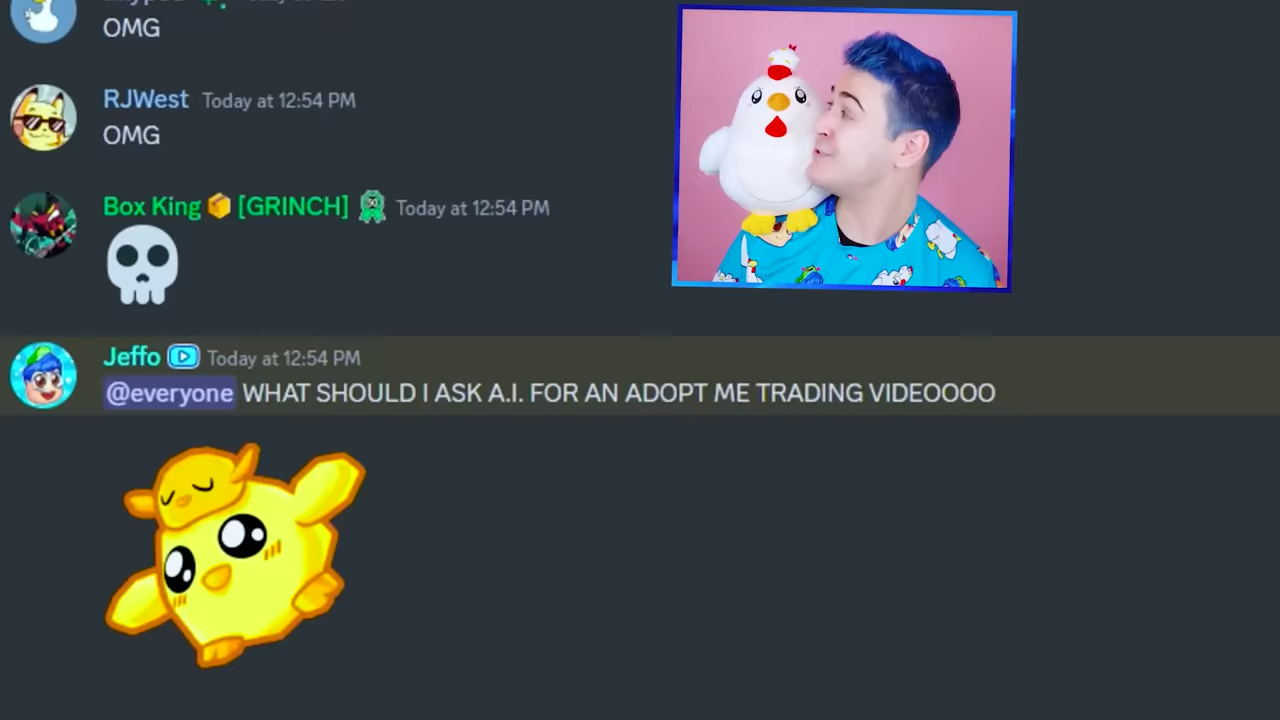 OMG
RJWest Today at 12:54 PM
OMG
Box King [GRINCH] 50 Today at 12:54 PM
Jeffo Today at 12:54 PM
@everyone WHAT SHOULD I ASK A.I. FOR AN ADOPT ME TRADING VIDEOOOO